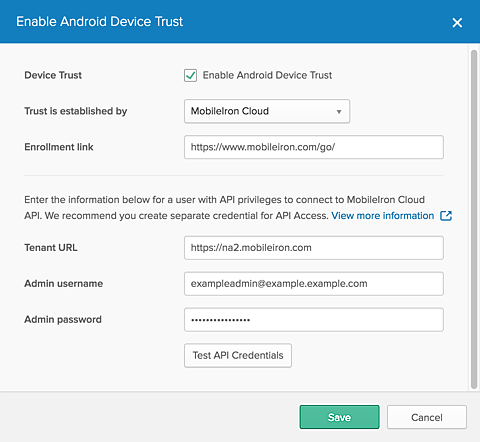 Enable Android Device Trust
Device Trust
Enable Android Device Trust
Trust is established by
MobileIron Cloud
Enrollment link
https://www.mobileiron.com/go/
Enter the information below for a user with API privileges to connect to MobileIron Cloud
API. We recommend you create separate credential for API Access. View more information
Tenant URL
https://na2.mobileiron.com
Admin username
exampleadmin@example.example.com
Admin password
••••••••••••••••
Test API Credentials
Save
Cancel